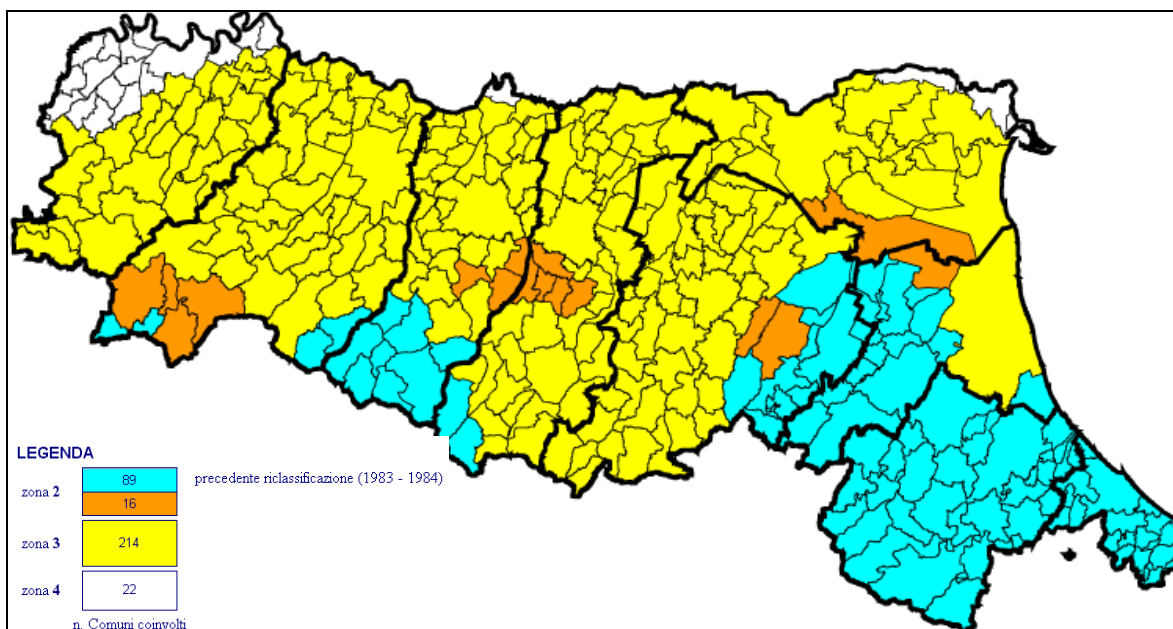 LEGENDA
zona 2
89
precedente riclassificazione (1983 - 1984)
16
zona 3
214
zona 4
22
n. Comuni coinvolti